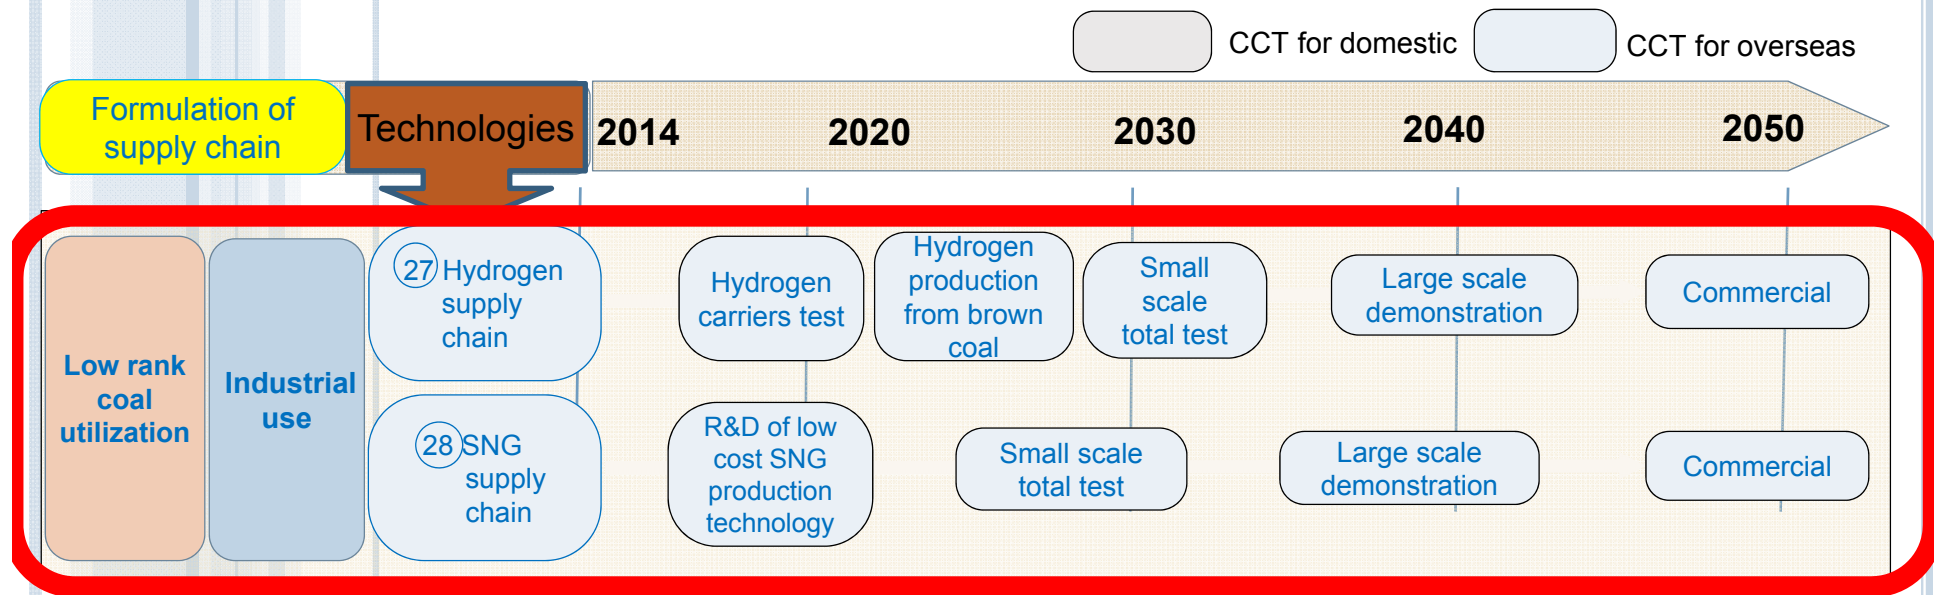 CCT for domestic
CCT for overseas
Formulation of
supply chain
Technologies
2014
2020
2030
2040
2050
Low rank
coal
utilization
Industrial
use
27 Hydrogen
supply
chain
Hydrogen
carriers test
Hydrogen
production
from brown
coal
Small
scale
total test
Large scale
demonstration
Commercial
28 SNG
supply
chain
R&D of low
cost SNG
production
technology
Small scale
total test
Large scale
demonstration
Commercial